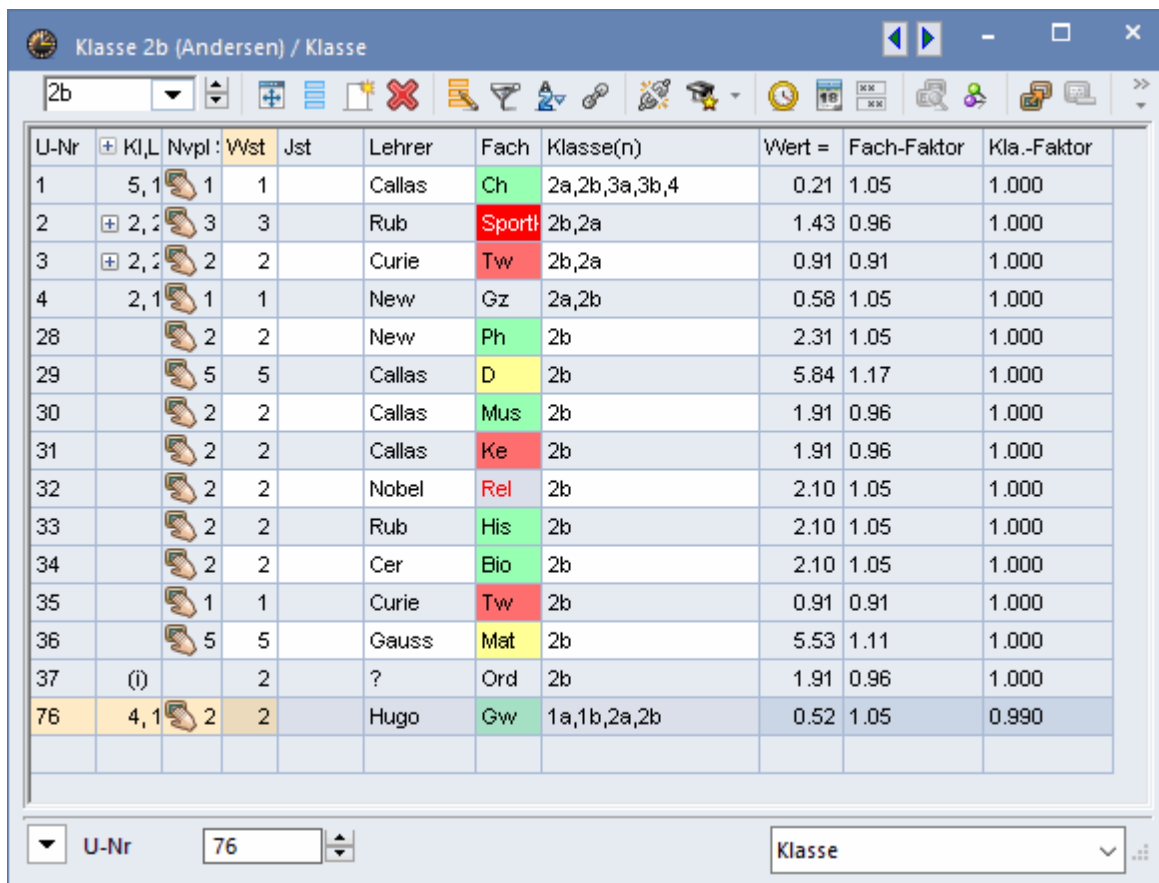 Klasse 2b (Andersen) / Klasse
2b
U-Nr Kl,L Nvpl Wst Jst Lehrer Fach Klasse(n) Wert = Fach-Faktor Kla.-Faktor
1 5, 1 1 1 Callas Ch 2a,2b,3a,3b,4 0.21 1.05 1.000
2 2, 2 3 3 Rub Sport 2b,2a 1.43 0.96 1.000
3 2, 2 2 2 Curie Tw 2b,2a 0.91 0.91 1.000
4 2, 1 1 1 New Gz 2a,2b 0.58 1.05 1.000
28 2 2 New Ph 2b 2.31 1.05 1.000
29 5 5 Callas D 2b 5.84 1.17 1.000
30 2 2 Callas Mus 2b 1.91 0.96 1.000
31 2 2 Callas Ke 2b 1.91 0.96 1.000
32 2 2 Nobel Rel 2b 2.10 1.05 1.000
33 2 2 Rub His 2b 2.10 1.05 1.000
34 2 2 Cer Bio 2b 2.10 1.05 1.000
35 1 1 Curie Tw 2b 0.91 0.91 1.000
36 5 5 Gauss Mat 2b 5.53 1.11 1.000
37 (i) 2 ? Ord 2b 1.91 0.96 1.000
76 4, 1 2 2 Hugo Gw 1a,1b,2a,2b 0.52 1.05 0.990
U-Nr 76 Klasse